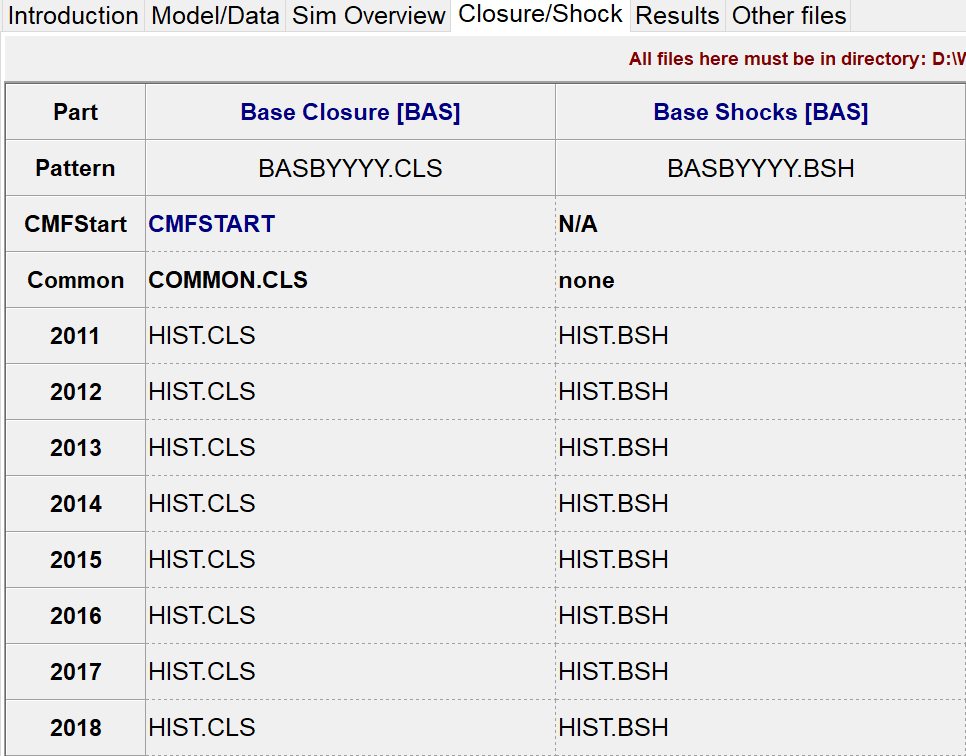 Introduction Model/Data Sim Overview Closure/Shock Results Other files
All files here must be in directory: D:\W
Part Base Closure [BAS] Base Shocks [BAS]
Pattern BASBYYYY.CLS BASBYYYY.BSH
CMFStart CMFSTART N/A
Common COMMON.CLS none
2011 HIST.CLS HIST.BSH
2012 HIST.CLS HIST.BSH
2013 HIST.CLS HIST.BSH
2014 HIST.CLS HIST.BSH
2015 HIST.CLS HIST.BSH
2016 HIST.CLS HIST.BSH
2017 HIST.CLS HIST.BSH
2018 HIST.CLS HIST.BSH